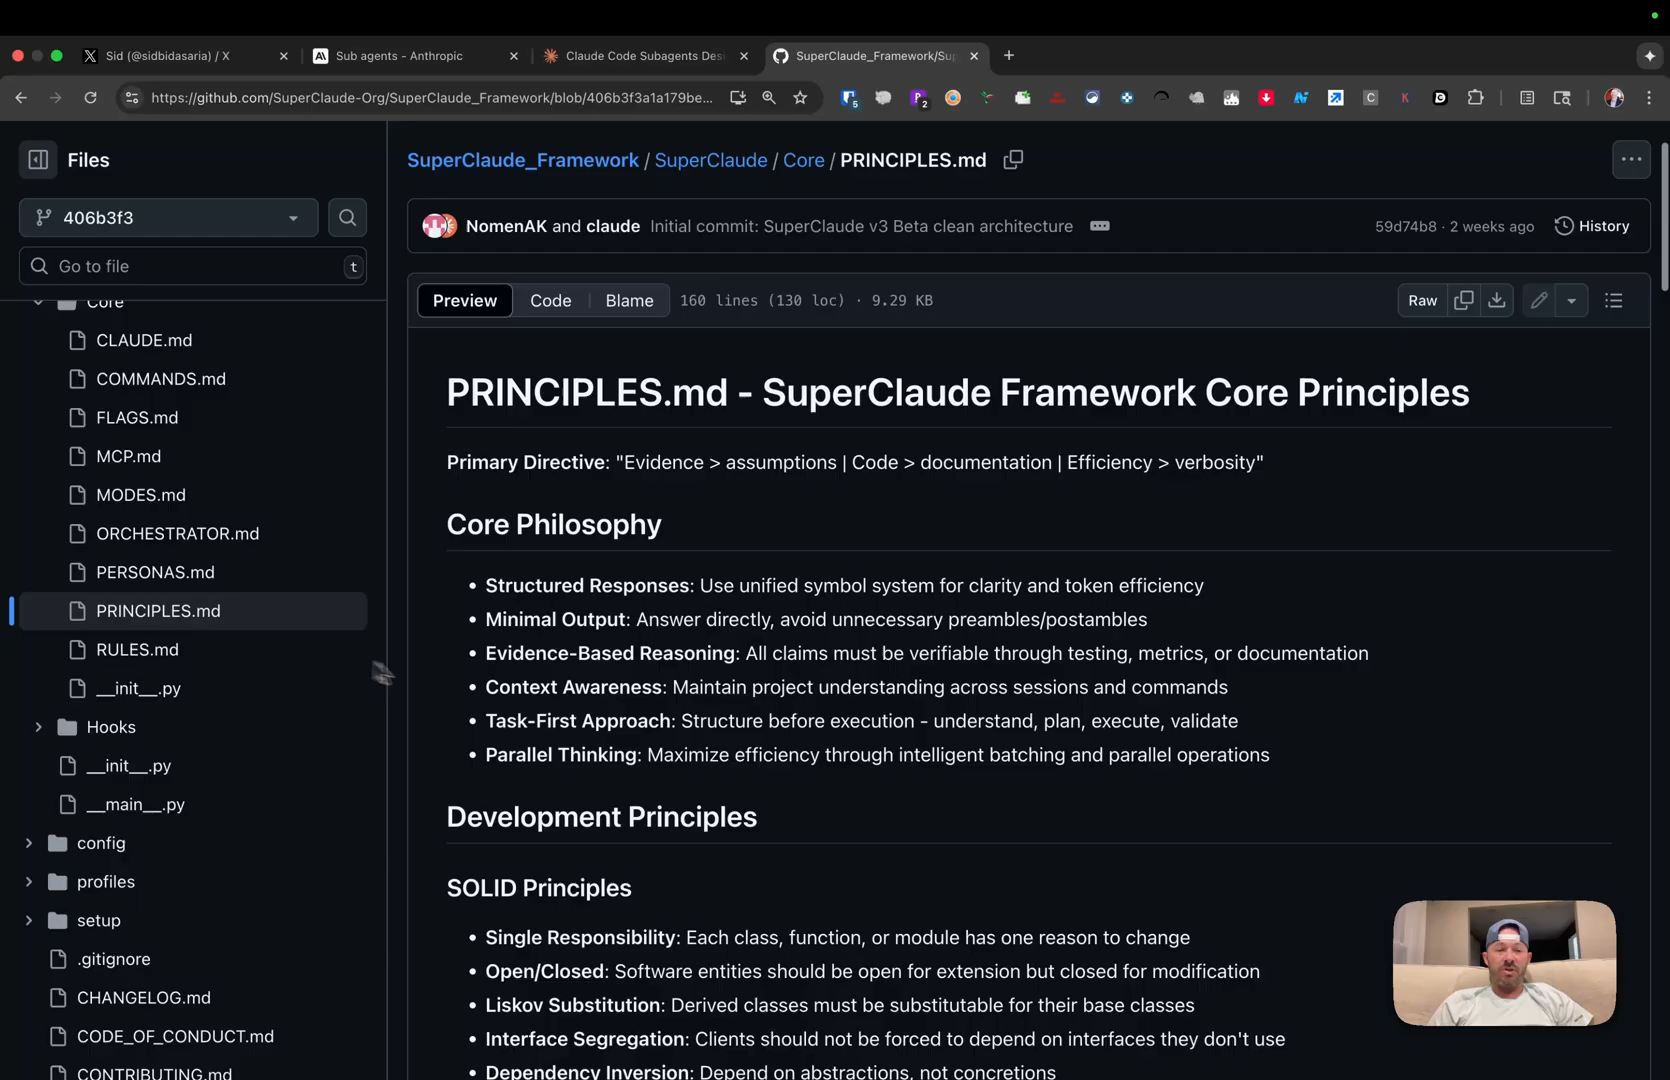 Sid (@sidbidasaria) / X
Sub agents - Anthropic
Claude Code Subagents Des
SuperClaude_Framework/Sup
https://github.com/SuperClaude-Org/SuperClaude_Framework/blob/406b3f3a1a179be...
Files
406b3f3
Go to file
t
Core
CLAUDE.md
COMMANDS.md
FLAGS.md
MCP.md
MODES.md
ORCHESTRATOR.md
PERSONAS.md
PRINCIPLES.md
RULES.md
__init__.py
Hooks
__init__.py
__main__.py
config
profiles
setup
.gitignore
CHANGELOG.md
CODE_OF_CONDUCT.md
CONTRIBUTING.md
SuperClaude_Framework / SuperClaude / Core / PRINCIPLES.md
NomenAK and claude Initial commit: SuperClaude v3 Beta clean architecture
59d74b8 · 2 weeks ago
History
Preview
Code
Blame
160 lines (130 loc) · 9.29 KB
Raw
PRINCIPLES.md - SuperClaude Framework Core Principles
Primary Directive: "Evidence > assumptions | Code > documentation | Efficiency > verbosity"
Core Philosophy
• Structured Responses: Use unified symbol system for clarity and token efficiency
• Minimal Output: Answer directly, avoid unnecessary preambles/postambles
• Evidence-Based Reasoning: All claims must be verifiable through testing, metrics, or documentation
• Context Awareness: Maintain project understanding across sessions and commands
• Task-First Approach: Structure before execution - understand, plan, execute, validate
• Parallel Thinking: Maximize efficiency through intelligent batching and parallel operations
Development Principles
SOLID Principles
• Single Responsibility: Each class, function, or module has one reason to change
• Open/Closed: Software entities should be open for extension but closed for modification
• Liskov Substitution: Derived classes must be substitutable for their base classes
• Interface Segregation: Clients should not be forced to depend on interfaces they don't use
• Dependency Inversion: Depend on abstractions, not concretions